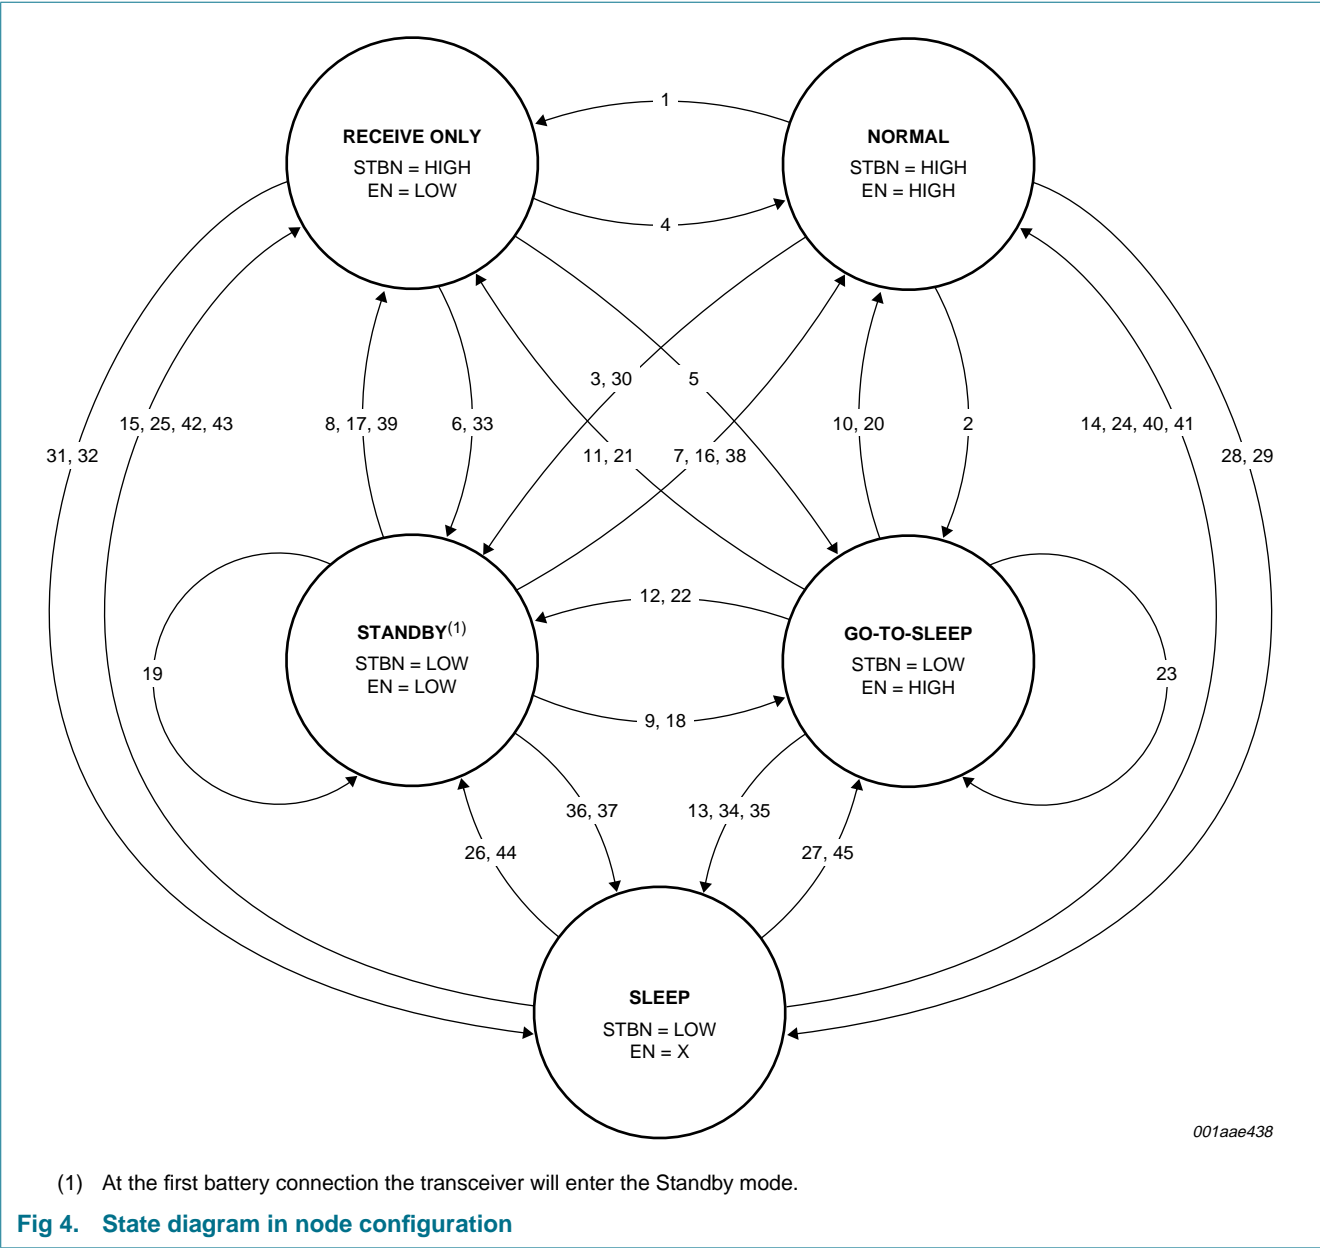 1
RECEIVE ONLY
STBN = HIGH
EN = LOW
NORMAL
STBN = HIGH
EN = HIGH
4
3, 30
5
15, 25, 42, 43
8, 17, 39
6, 33
10, 20
2
14, 24, 40, 41
31, 32
11, 21
7, 16, 38
28, 29
12, 22
STANDBY(1)
STBN = LOW
EN = LOW
GO-TO-SLEEP
STBN = LOW
EN = HIGH
19
23
9, 18
36, 37
13, 34, 35
26, 44
27, 45
SLEEP
STBN = LOW
EN = X
001aae438
(1) At the first battery connection the transceiver will enter the Standby mode.
Fig 4. State diagram in node configuration